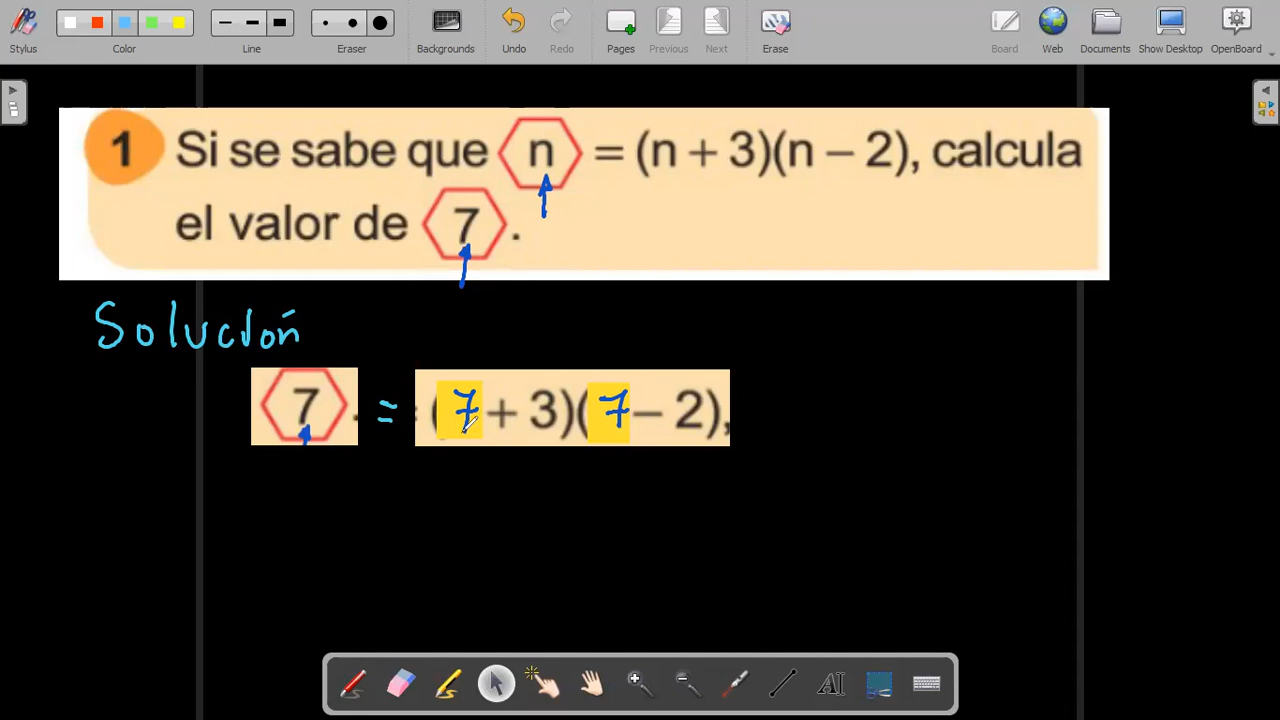 Stylus Color Line Eraser Backgrounds Undo Redo Pages Previous Next Erase Board Web Documents Show Desktop OpenBoard
1 Si se sabe que n = (n + 3)(n − 2), calcula
el valor de 7 .
Solución
7 . = (7 + 3)(7 − 2),
AI